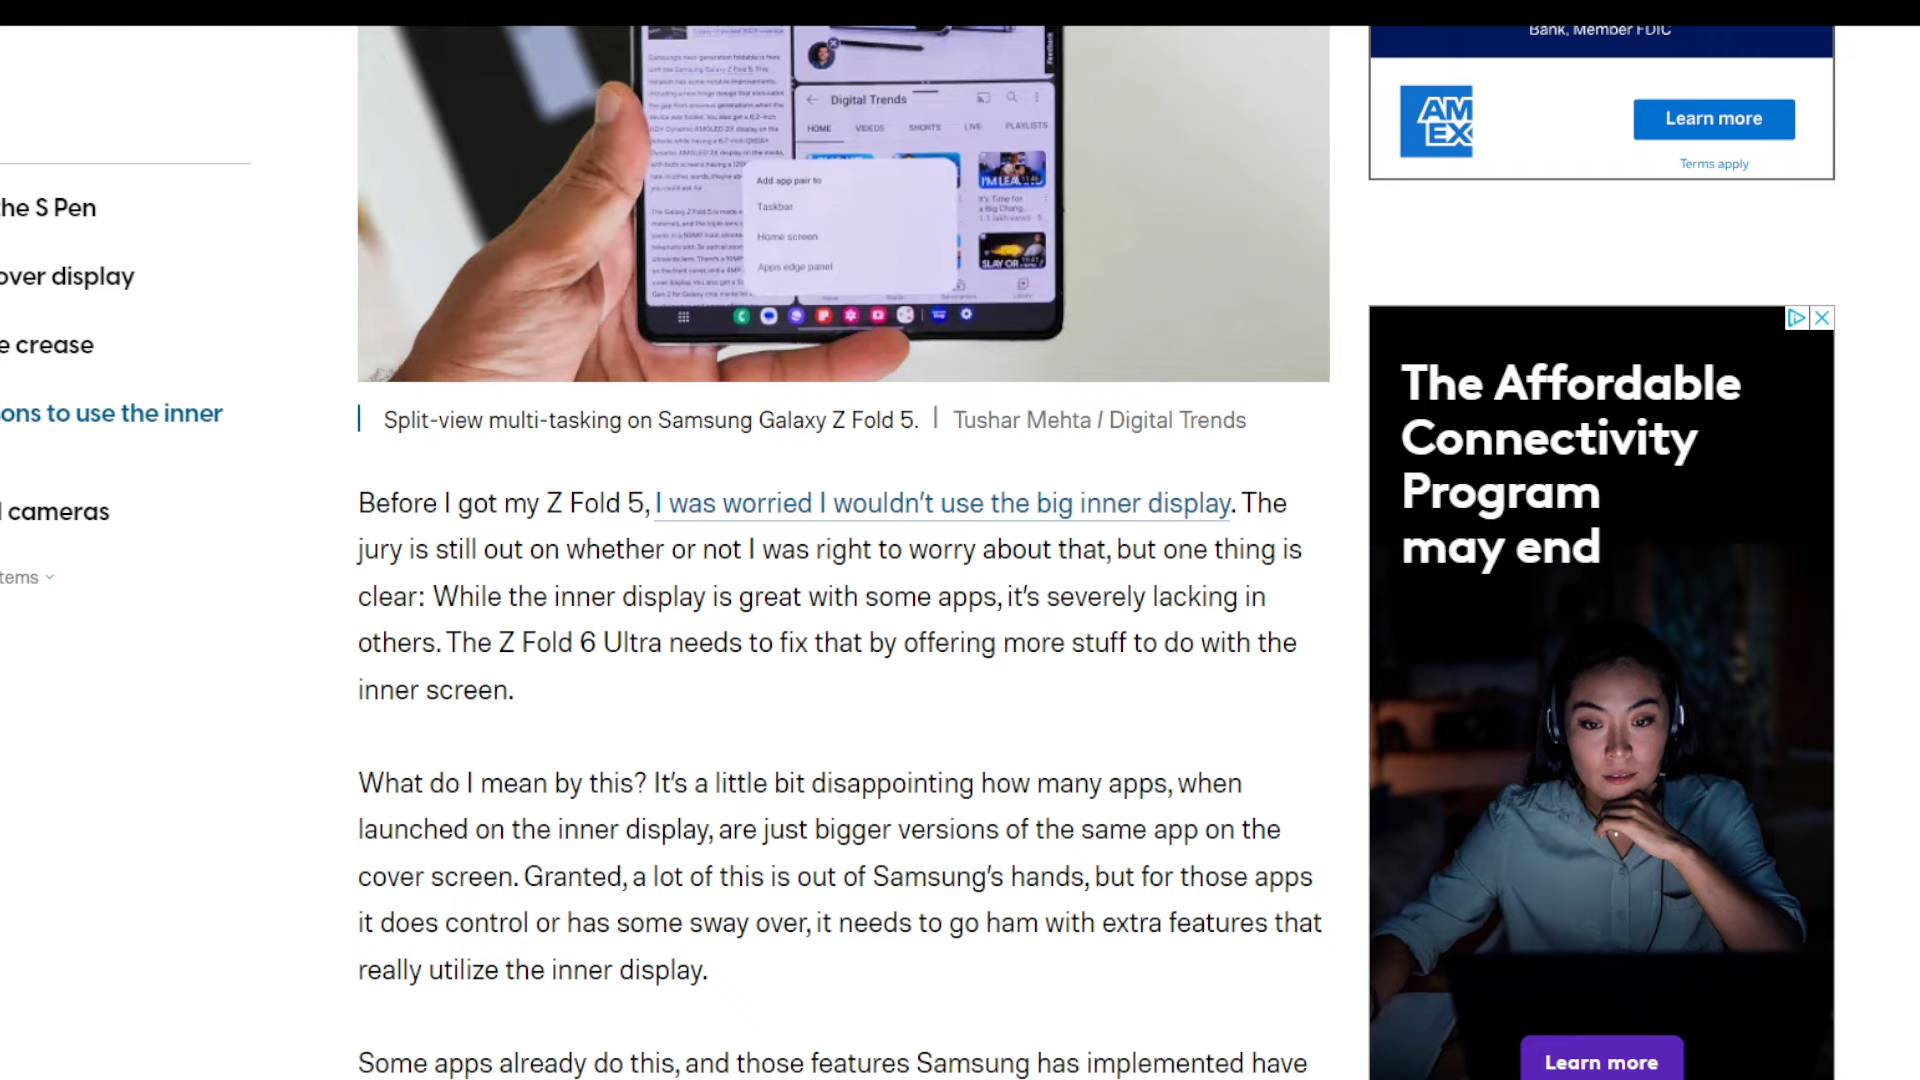 Bank, Member FDIC
AM
EX
Learn more
Terms apply
the S Pen
over display
e crease
ons to use the inner
l cameras
tems
Digital Trends
HOME VIDEOS SHORTS LIVE PLAYLISTS
Add app pair to
Taskbar
Home screen
Apps edge panel
It's Time for
a Big Chang..
SLAY OR
Split-view multi-tasking on Samsung Galaxy Z Fold 5. | Tushar Mehta / Digital Trends
Before I got my Z Fold 5, I was worried I wouldn't use the big inner display. The
jury is still out on whether or not I was right to worry about that, but one thing is
clear: While the inner display is great with some apps, it's severely lacking in
others. The Z Fold 6 Ultra needs to fix that by offering more stuff to do with the
inner screen.
What do I mean by this? It's a little bit disappointing how many apps, when
launched on the inner display, are just bigger versions of the same app on the
cover screen. Granted, a lot of this is out of Samsung's hands, but for those apps
it does control or has some sway over, it needs to go ham with extra features that
really utilize the inner display.
Some apps already do this, and those features Samsung has implemented have
The Affordable
Connectivity
Program
may end
Learn more